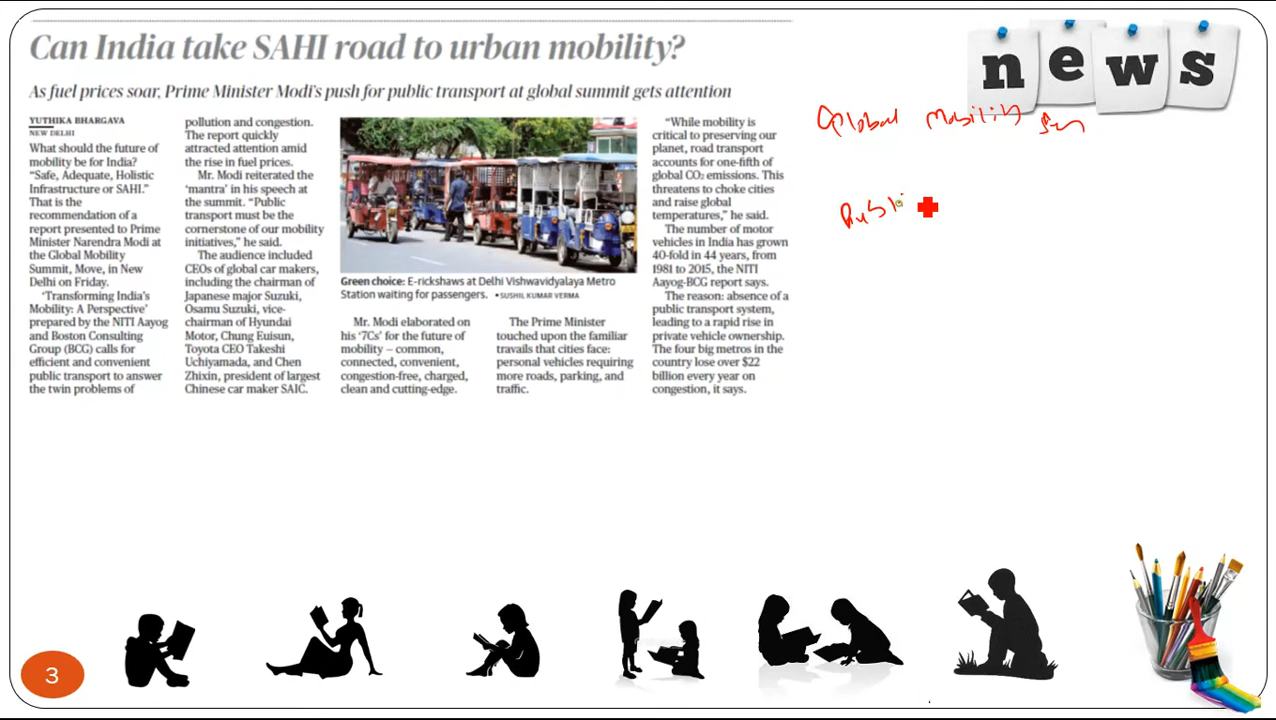 Can India take SAHI road to urban mobility?
As fuel prices soar, Prime Minister Modi's push for public transport at global summit gets attention
YUTHIKA BHARGAVA
NEW DELHI
What should the future of
mobility be for India?
"Safe, Adequate, Holistic
Infrastructure or SAHI."
That is the
recommendation of a
report presented to Prime
Minister Narendra Modi at
the Global Mobility
Summit, Move, in New
Delhi on Friday.
'Transforming India's
Mobility: A Perspective'
prepared by the NITI Aayog
and Boston Consulting
Group (BCG) calls for
efficient and convenient
public transport to answer
the twin problems of
pollution and congestion.
The report quickly
attracted attention amid
the rise in fuel prices.
Mr. Modi reiterated the
'mantra' in his speech at
the summit. "Public
transport must be the
cornerstone of our mobility
initiatives," he said.
The audience included
CEOs of global car makers,
including the chairman of
Japanese major Suzuki,
Osamu Suzuki, vice-
chairman of Hyundai
Motor, Chung Euisun,
Toyota CEO Takeshi
Uchiyamada, and Chen
Zhixin, president of largest
Chinese car maker SAIC.
Green choice: E-rickshaws at Delhi Vishwavidyalaya Metro
Station waiting for passengers. • SUSHIL KUMAR VERMA
Mr. Modi elaborated on
his '7Cs' for the future of
mobility – common,
connected, convenient,
congestion-free, charged,
clean and cutting-edge.
The Prime Minister
touched upon the familiar
travails that cities face:
personal vehicles requiring
more roads, parking, and
traffic.
"While mobility is
critical to preserving our
planet, road transport
accounts for one-fifth of
global CO₂ emissions. This
threatens to choke cities
and raise global
temperatures," he said.
The number of motor
vehicles in India has grown
40-fold in 44 years, from
1981 to 2015, the NITI
Aayog-BCG report says.
The reason: absence of a
public transport system,
leading to a rapid rise in
private vehicle ownership.
The four big metros in the
country lose over $22
billion every year on
congestion, it says.
news
Global Mobility
Publi
3